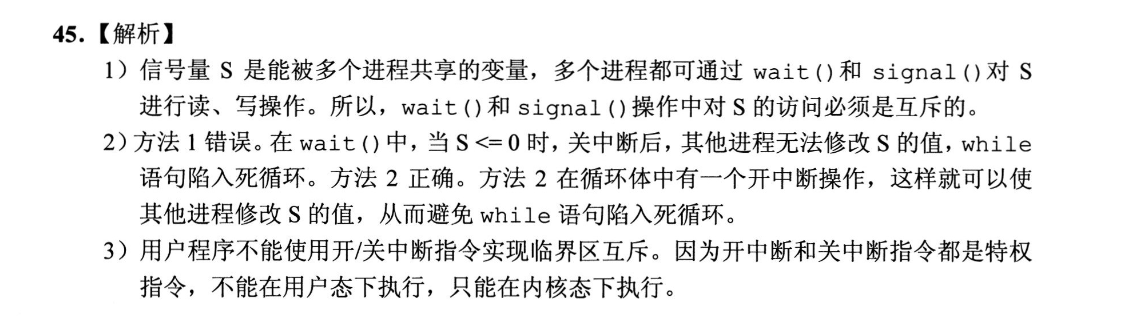 45.【解析】
1）信号量 S 是能被多个进程共享的变量，多个进程都可通过 wait()和 signal()对 S
进行读、写操作。所以，wait()和 signal()操作中对 S 的访问必须是互斥的。
2）方法 1 错误。在 wait()中，当 S <= 0 时，关中断后，其他进程无法修改 S 的值，while
语句陷入死循环。方法 2 正确。方法 2 在循环体中有一个开中断操作，这样就可以使
其他进程修改 S 的值，从而避免 while 语句陷入死循环。
3）用户程序不能使用开/关中断指令实现临界区互斥。因为开中断和关中断指令都是特权
指令，不能在用户态下执行，只能在内核态下执行。